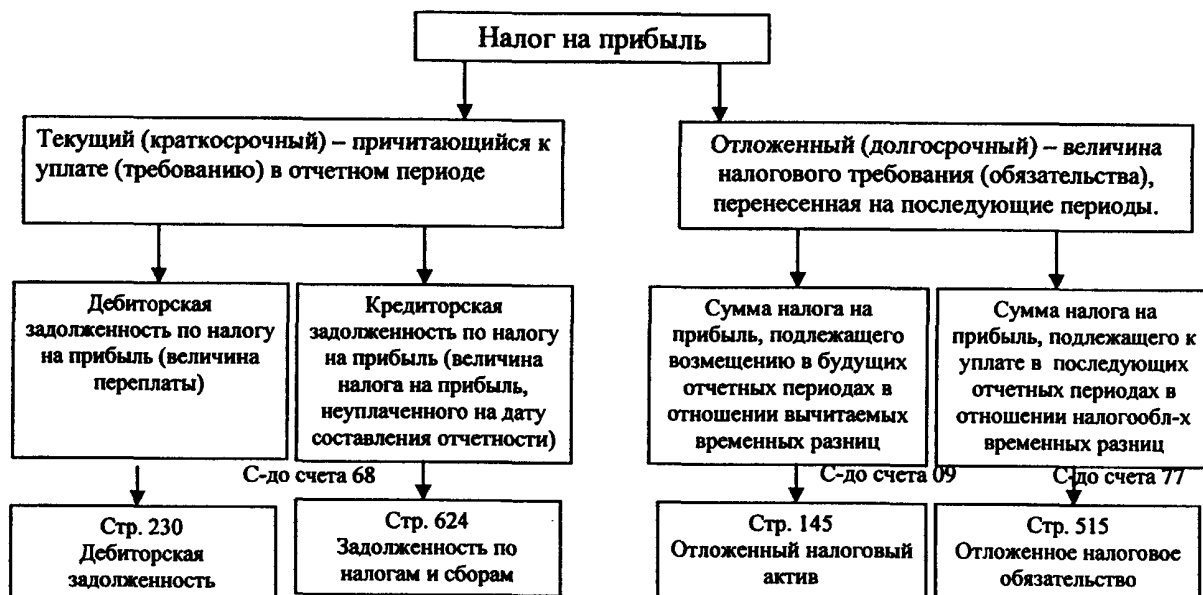 Налог на прибыль
Текущий (краткосрочный) – причитающийся к
уплате (требованию) в отчетном периоде
Отложенный (долгосрочный) – величина
налогового требования (обязательства),
перенесенная на последующие периоды.
Дебиторская
задолженность по налогу
на прибыль (величина
переплаты)
Кредиторская
задолженность по налогу
на прибыль (величина
налога на прибыль,
неуплаченного на дату
составления отчетности)
Сумма налога на
прибыль, подлежащего
возмещению в будущих
отчетных периодах в
отношении вычитаемых
временных разниц
Сумма налога на
прибыль, подлежащего к
уплате в последующих
отчетных периодах в
отношении налогообл-х
временных разниц
С-до счета 68
С-до счета 09
С-до счета 77
Стр. 230
Дебиторская
задолженность
Стр. 624
Задолженность по
налогам и сборам
Стр. 145
Отложенный налоговый
актив
Стр. 515
Отложенное налоговое
обязательство